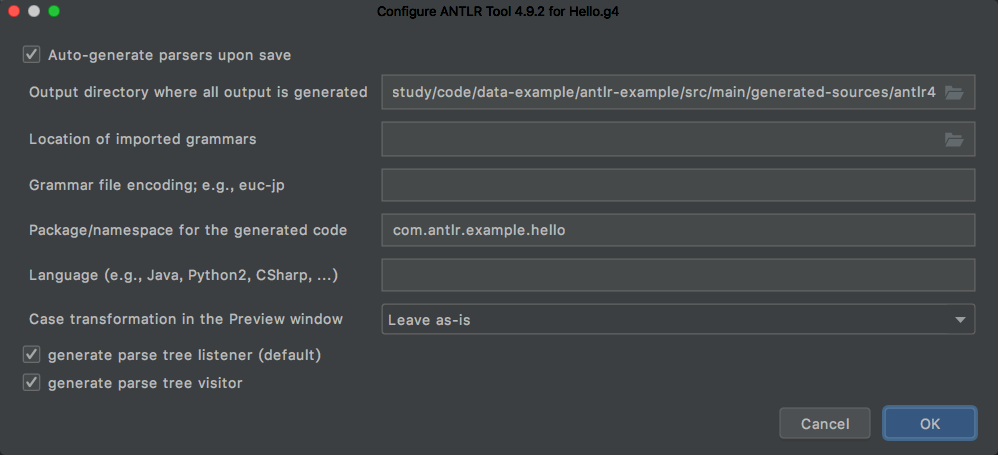 Configure ANTLR Tool 4.9.2 for Hello.g4
Auto-generate parsers upon save
Output directory where all output is generated study/code/data-example/antlr-example/src/main/generated-sources/antlr4
Location of imported grammars
Grammar file encoding; e.g., euc-jp
Package/namespace for the generated code com.antlr.example.hello
Language (e.g., Java, Python2, CSharp, ...)
Case transformation in the Preview window Leave as-is
generate parse tree listener (default)
generate parse tree visitor
Cancel OK